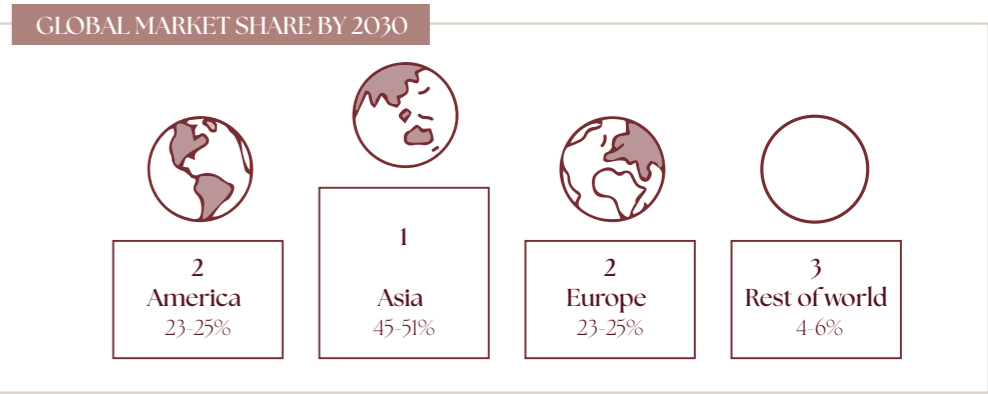 GLOBAL MARKET SHARE BY 2030
2
America
23-25%
1
Asia
45-51%
2
Europe
23-25%
3
Rest of world
4-6%